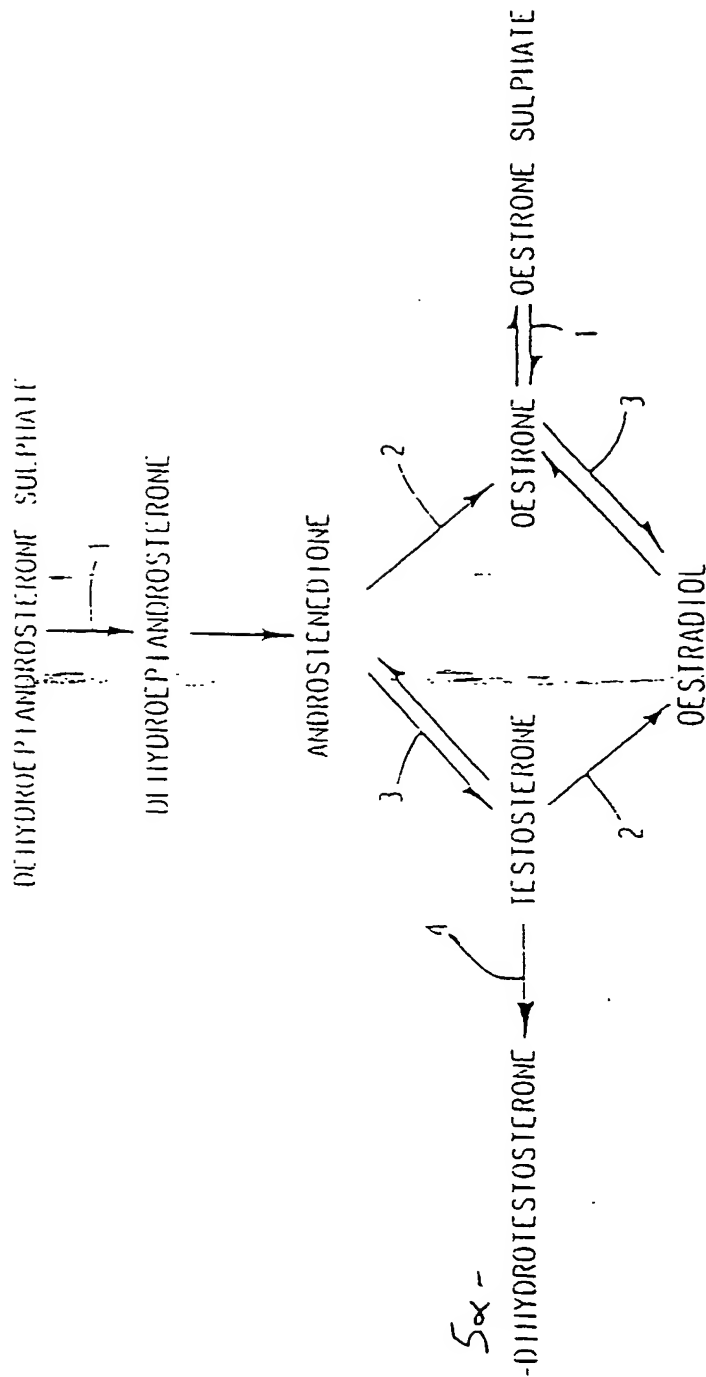 DEHYDROEPIANDROSTERONE SULPHATE
1
DEHYDROEPIANDROSTERONE
ANDROSTENEDIONE
3
2
5α-
-DIHYDROTESTOSTERONE
4
TESTOSTERONE
OESTRONE
1
OESTRONE SULPHATE
2
3
OESTRADIOL